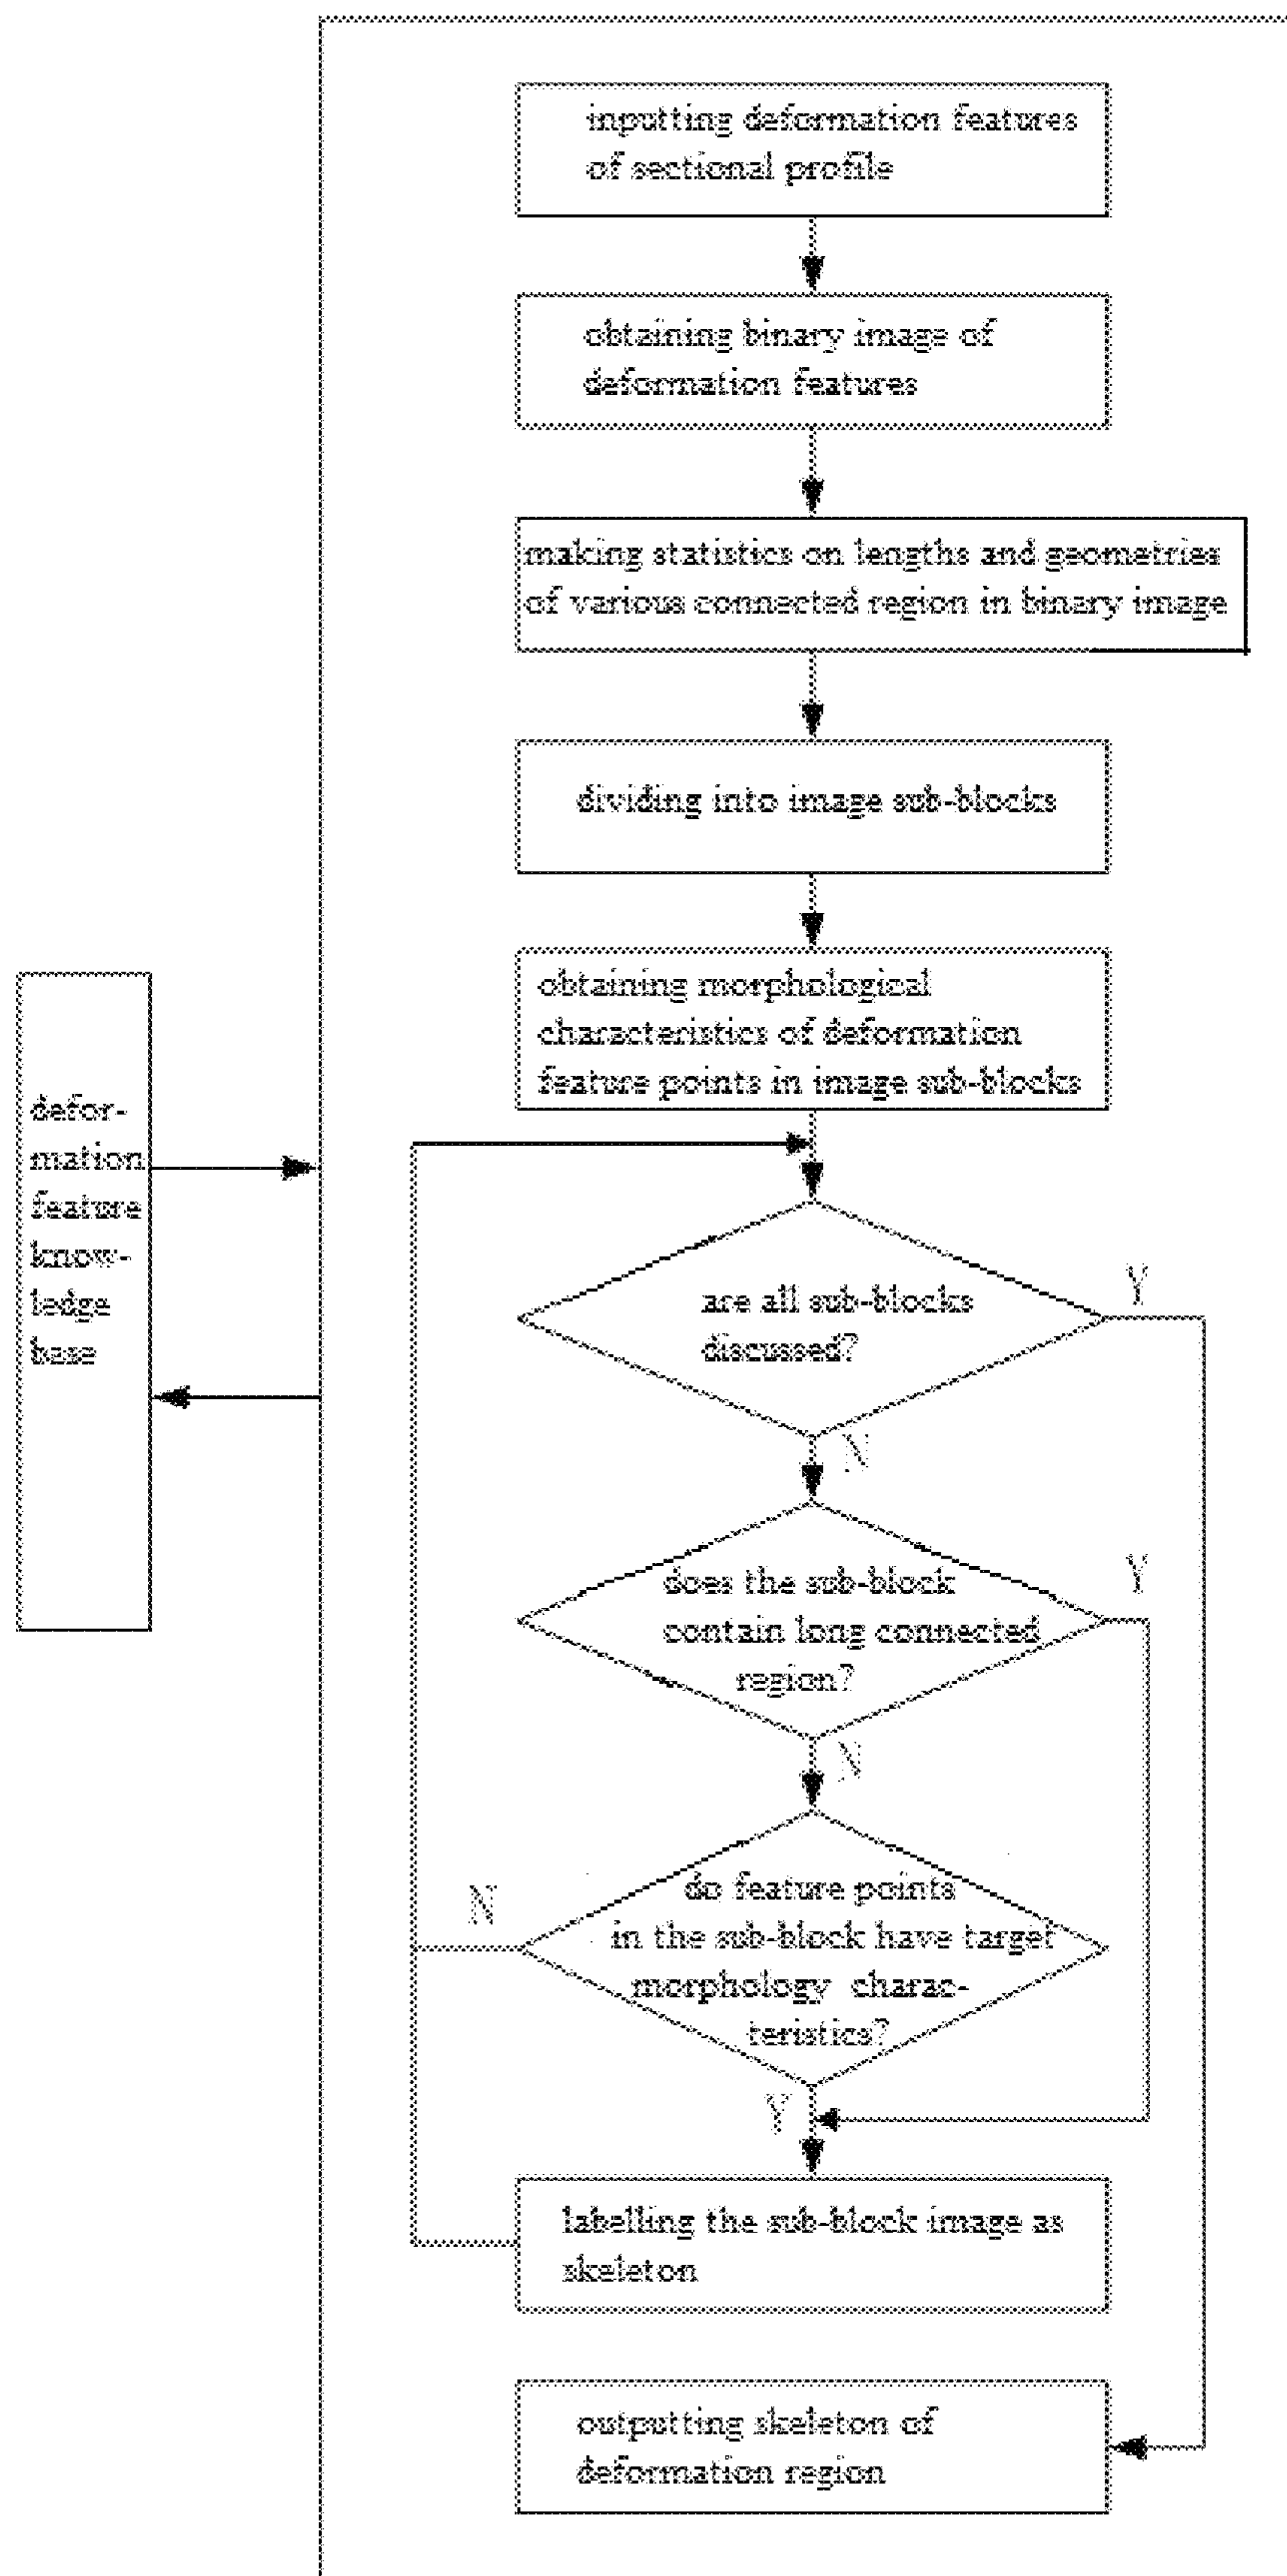 inputting deformation features
of sectional profile
obtaining binary image of
deformation features
making statistics on lengths and geometries
of various connected region in binary image
dividing into image sub-blocks
obtaining morphological
characteristics of deformation
feature points in image sub-blocks
defor-
mation
feature
know-
ledge
base
are all sub-blocks
discussed?
Y
N
does the sub-block
contain long connected
region?
Y
N
do feature points
in the sub-block have target
morphology charac-
teristics?
N
Y
labelling the sub-block image as
skeleton
outputting skeleton of
deformation region